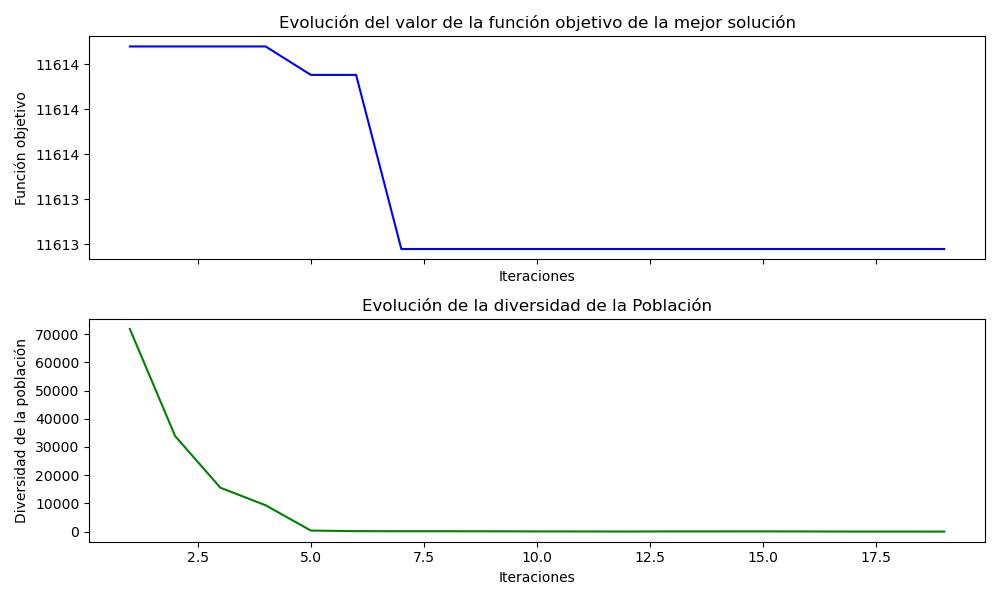 Evolución del valor de la función objetivo de la mejor solución
Función objetivo
11614
11614
11614
11613
11613
Iteraciones
Evolución de la diversidad de la Población
Diversidad de la población
70000
60000
50000
40000
30000
20000
10000
0
2.5 5.0 7.5 10.0 12.5 15.0 17.5
Iteraciones